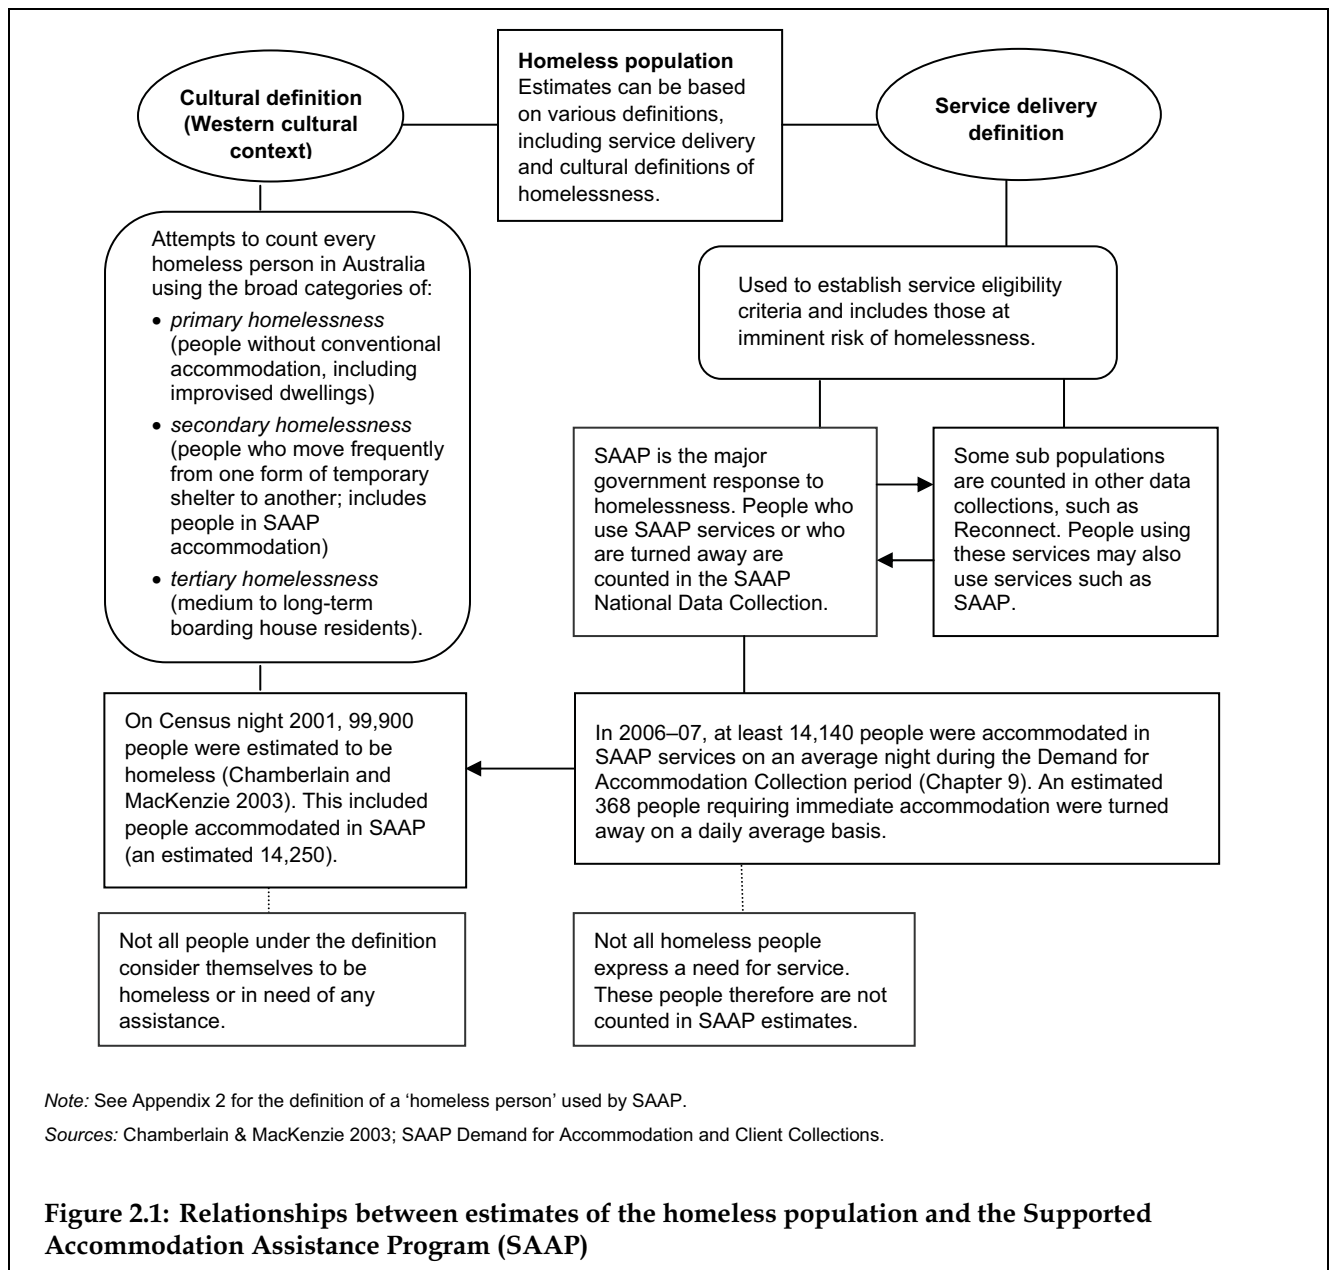 Homeless population
Estimates can be based
on various definitions,
including service delivery
and cultural definitions of
homelessness.
Cultural definition
(Western cultural
context)
Service delivery
definition
Attempts to count every
homeless person in Australia
using the broad categories of:
• primary homelessness
(people without conventional
accommodation, including
improvised dwellings)
• secondary homelessness
(people who move frequently
from one form of temporary
shelter to another; includes
people in SAAP
accommodation)
• tertiary homelessness
(medium to long-term
boarding house residents).
Used to establish service eligibility
criteria and includes those at
imminent risk of homelessness.
SAAP is the major
government response to
homelessness. People who
use SAAP services or who
are turned away are
counted in the SAAP
National Data Collection.
Some sub populations
are counted in other data
collections, such as
Reconnect. People using
these services may also
use services such as
SAAP.
On Census night 2001, 99,900
people were estimated to be
homeless (Chamberlain and
MacKenzie 2003). This included
people accommodated in SAAP
(an estimated 14,250).
In 2006–07, at least 14,140 people were accommodated in
SAAP services on an average night during the Demand for
Accommodation Collection period (Chapter 9). An estimated
368 people requiring immediate accommodation were turned
away on a daily average basis.
Not all people under the definition
consider themselves to be
homeless or in need of any
assistance.
Not all homeless people
express a need for service.
These people therefore are not
counted in SAAP estimates.
Note: See Appendix 2 for the definition of a ‘homeless person’ used by SAAP.
Sources: Chamberlain & MacKenzie 2003; SAAP Demand for Accommodation and Client Collections.
Figure 2.1: Relationships between estimates of the homeless population and the Supported
Accommodation Assistance Program (SAAP)